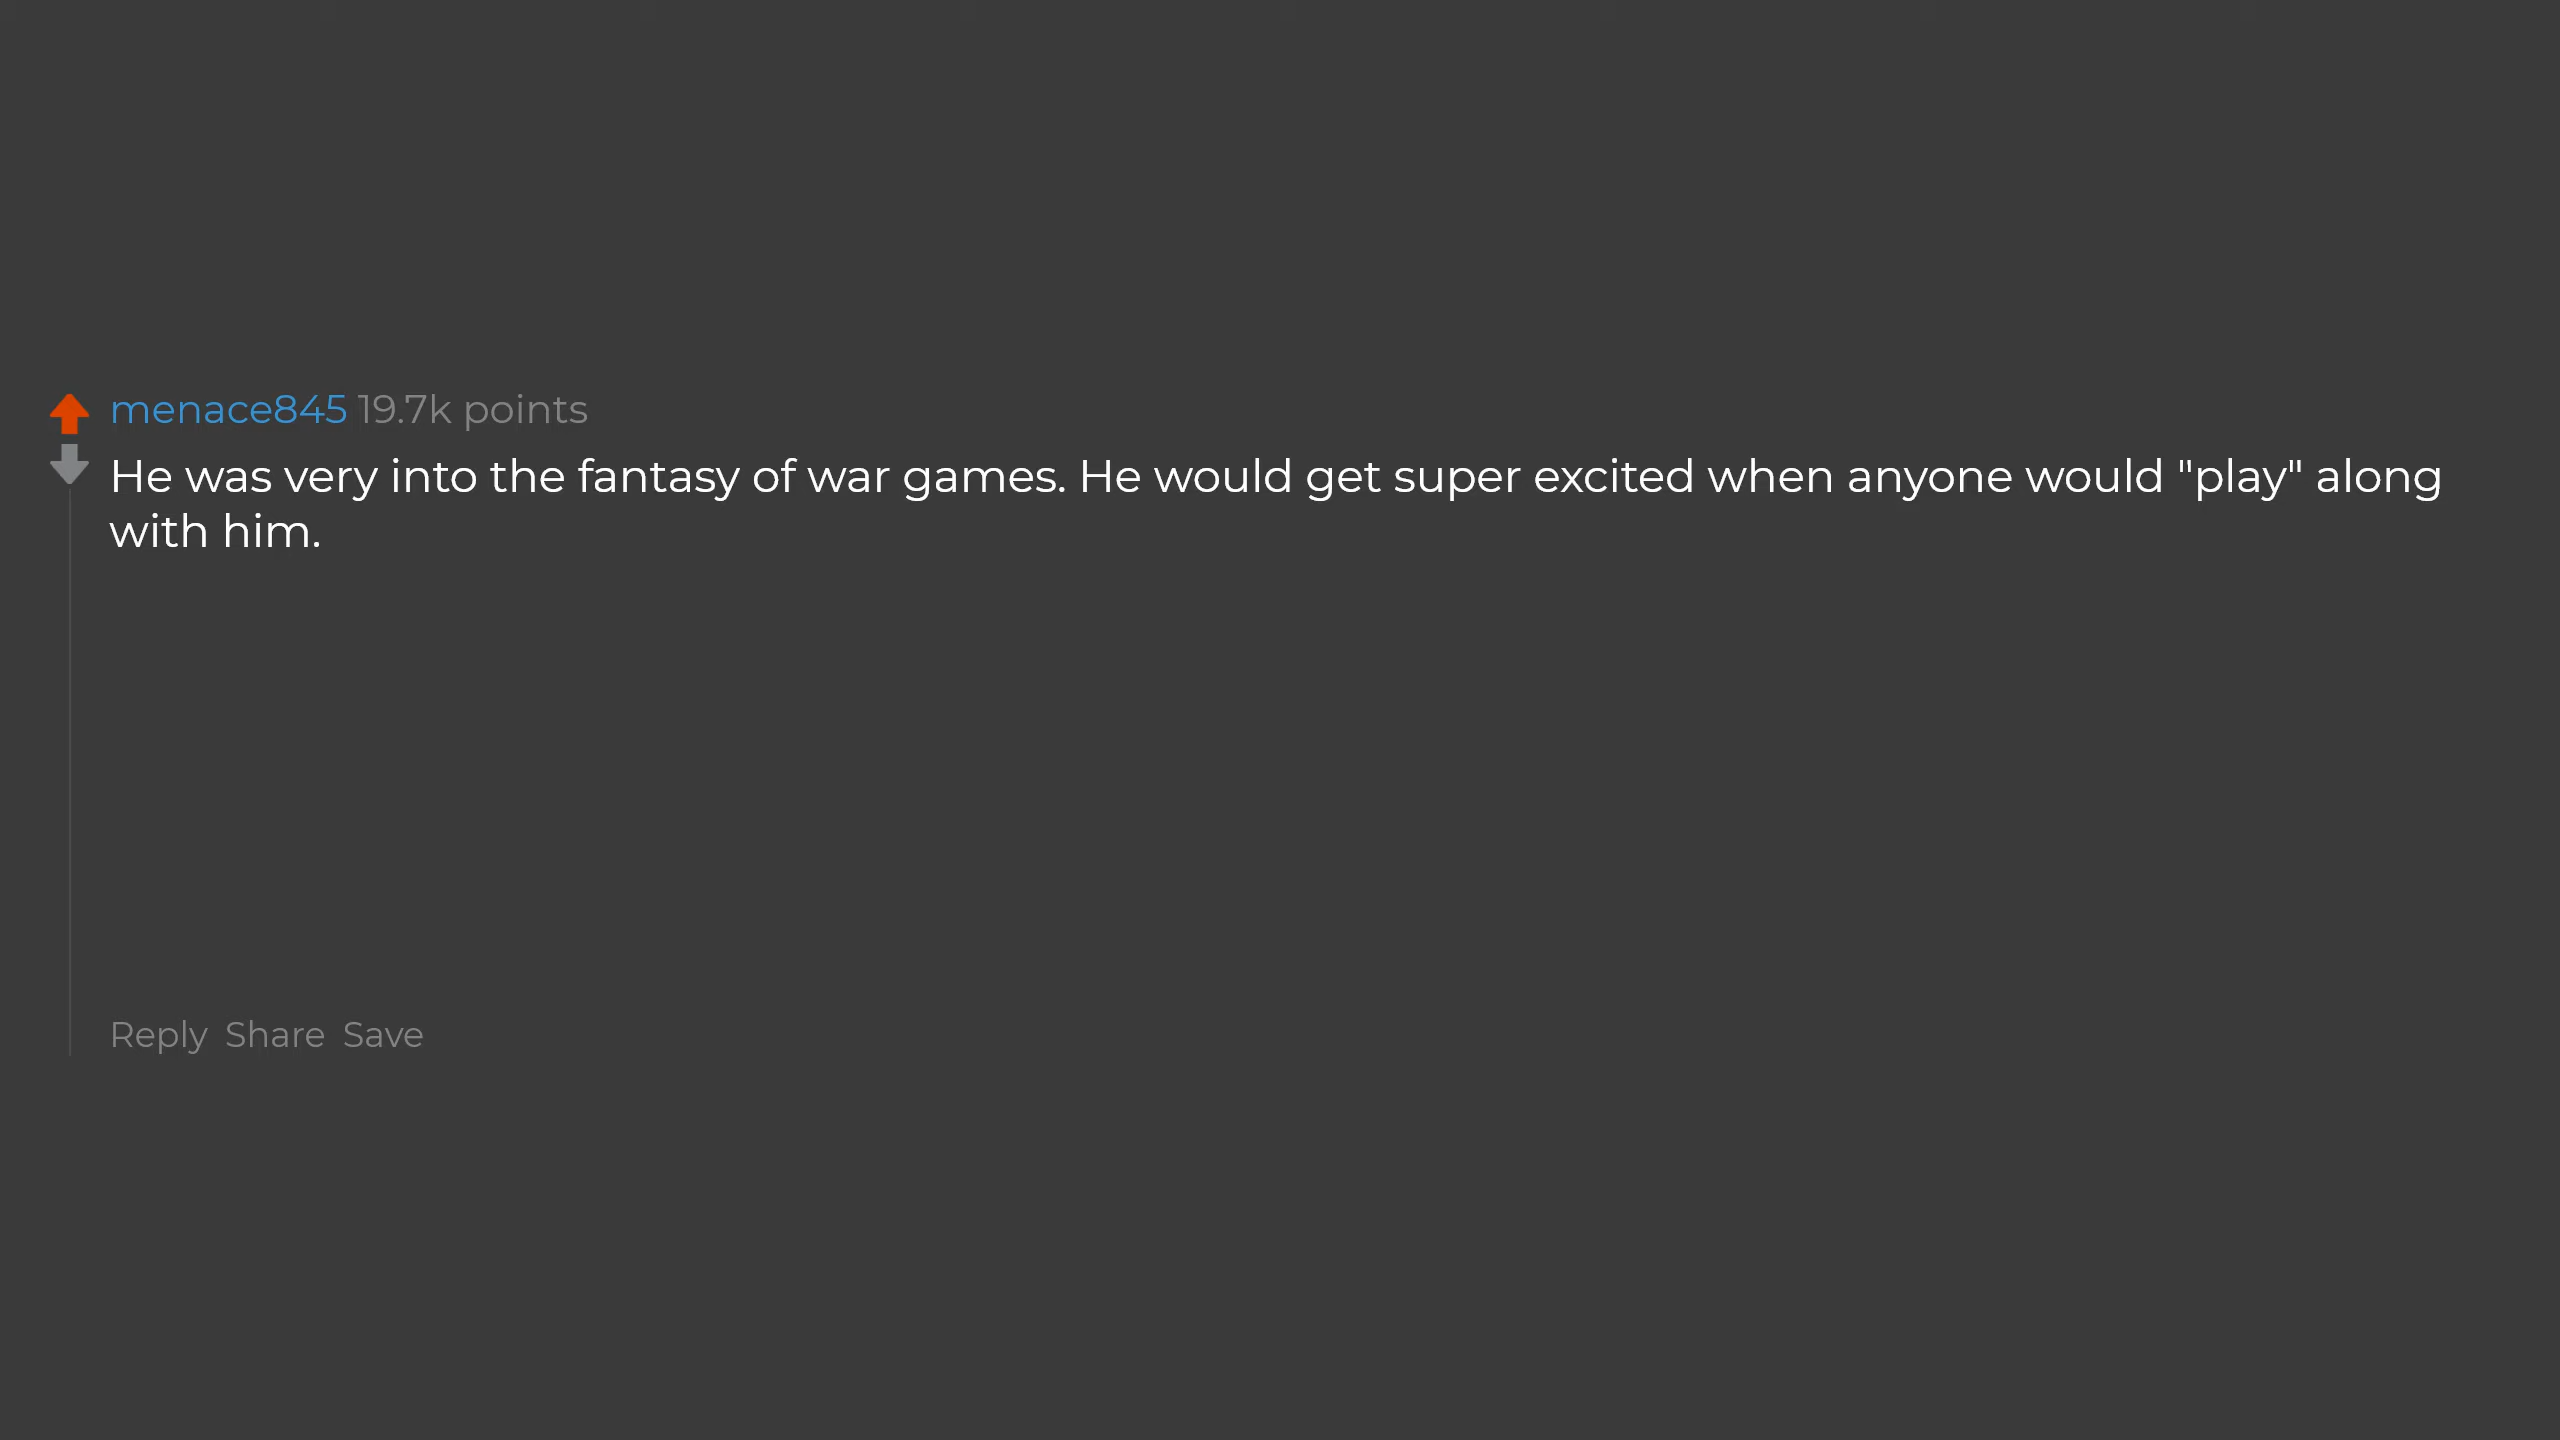 menace845 19.7k points
He was very into the fantasy of war games. He would get super excited when anyone would "play" along
with him.
Reply Share Save